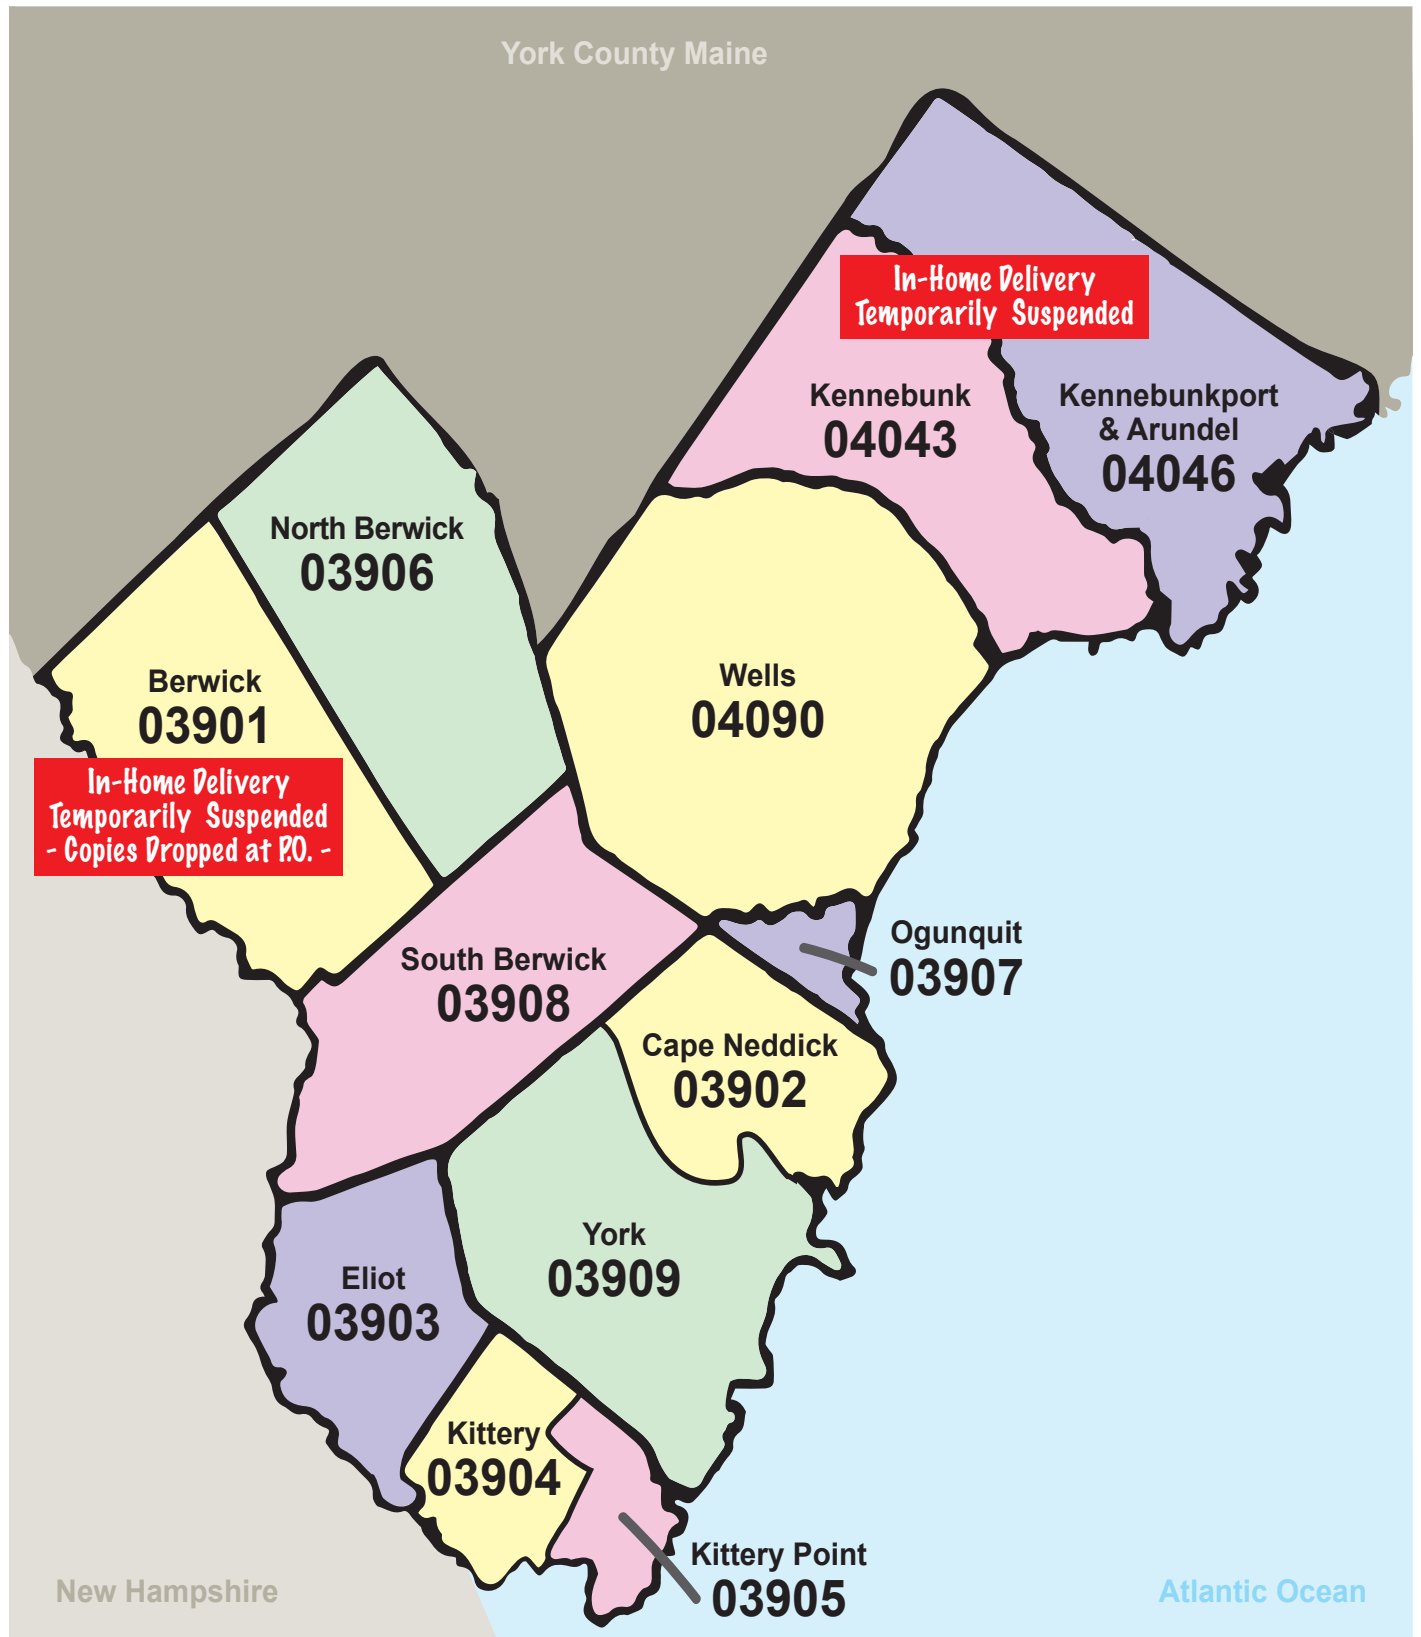 York County Maine
In-Home Delivery
Temporarily Suspended
Kennebunk
04043
Kennebunkport
& Arundel
04046
North Berwick
03906
Berwick
03901
In-Home Delivery
Temporarily Suspended
- Copies Dropped at P.O. -
Wells
04090
Ogunquit
03907
South Berwick
03908
Cape Neddick
03902
York
03909
Eliot
03903
Kittery
03904
Kittery Point
03905
New Hampshire
Atlantic Ocean